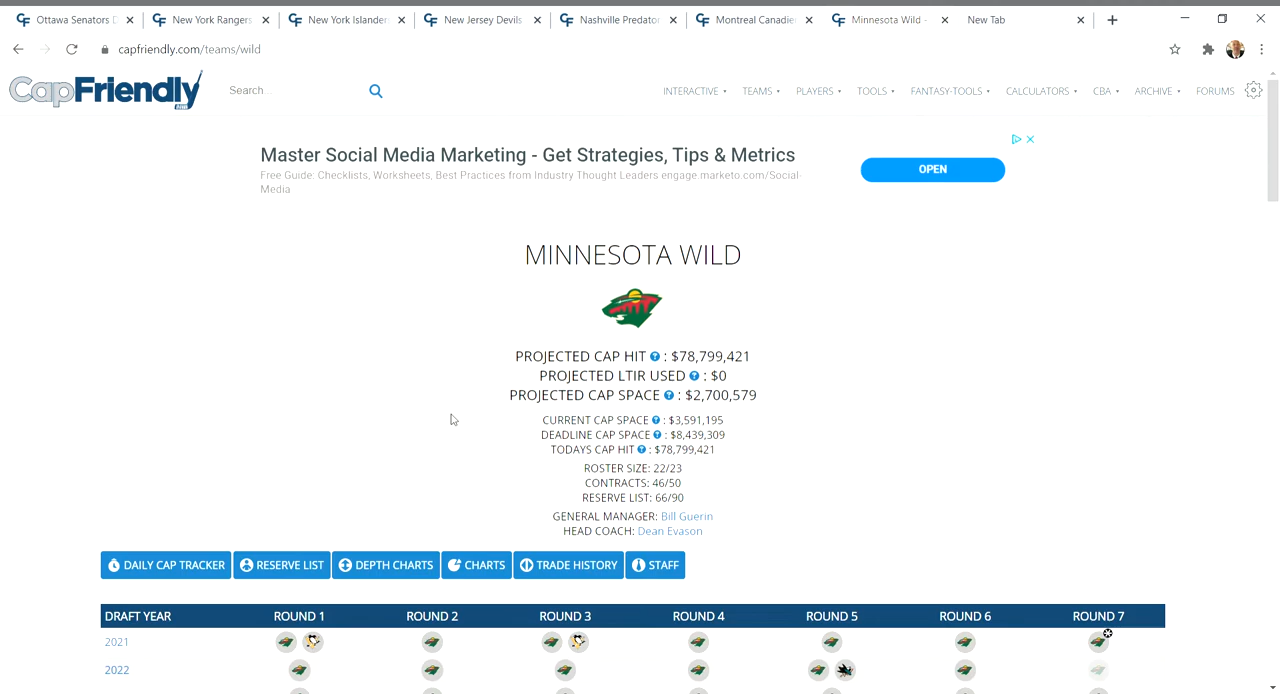 Ottawa Senators D
New York Rangers
New York Islander
New Jersey Devils
Nashville Predator
Montreal Canadie
Minnesota Wild -
New Tab
capfriendly.com/teams/wild
CapFriendly
Search...
INTERACTIVE
TEAMS
PLAYERS
TOOLS
FANTASY-TOOLS
CALCULATORS
CBA
ARCHIVE
FORUMS
Master Social Media Marketing - Get Strategies, Tips & Metrics
Free Guide: Checklists, Worksheets, Best Practices from Industry Thought Leaders engage.marketo.com/Social-
Media
OPEN
MINNESOTA WILD
PROJECTED CAP HIT ? : $78,799,421
PROJECTED LTIR USED ? : $0
PROJECTED CAP SPACE ? : $2,700,579
CURRENT CAP SPACE ? : $3,591,195
DEADLINE CAP SPACE ? : $8,439,309
TODAYS CAP HIT ? : $78,799,421
ROSTER SIZE: 22/23
CONTRACTS: 46/50
RESERVE LIST: 66/90
GENERAL MANAGER: Bill Guerin
HEAD COACH: Dean Evason
DAILY CAP TRACKER
RESERVE LIST
DEPTH CHARTS
CHARTS
TRADE HISTORY
STAFF
DRAFT YEAR ROUND 1 ROUND 2 ROUND 3 ROUND 4 ROUND 5 ROUND 6 ROUND 7
2021
2022